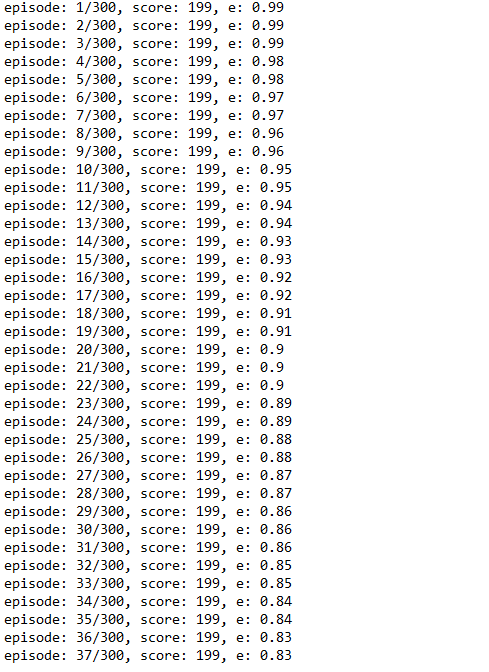 episode: 1/300, score: 199, e: 0.99
episode: 2/300, score: 199, e: 0.99
episode: 3/300, score: 199, e: 0.99
episode: 4/300, score: 199, e: 0.98
episode: 5/300, score: 199, e: 0.98
episode: 6/300, score: 199, e: 0.97
episode: 7/300, score: 199, e: 0.97
episode: 8/300, score: 199, e: 0.96
episode: 9/300, score: 199, e: 0.96
episode: 10/300, score: 199, e: 0.95
episode: 11/300, score: 199, e: 0.95
episode: 12/300, score: 199, e: 0.94
episode: 13/300, score: 199, e: 0.94
episode: 14/300, score: 199, e: 0.93
episode: 15/300, score: 199, e: 0.93
episode: 16/300, score: 199, e: 0.92
episode: 17/300, score: 199, e: 0.92
episode: 18/300, score: 199, e: 0.91
episode: 19/300, score: 199, e: 0.91
episode: 20/300, score: 199, e: 0.9
episode: 21/300, score: 199, e: 0.9
episode: 22/300, score: 199, e: 0.9
episode: 23/300, score: 199, e: 0.89
episode: 24/300, score: 199, e: 0.89
episode: 25/300, score: 199, e: 0.88
episode: 26/300, score: 199, e: 0.88
episode: 27/300, score: 199, e: 0.87
episode: 28/300, score: 199, e: 0.87
episode: 29/300, score: 199, e: 0.86
episode: 30/300, score: 199, e: 0.86
episode: 31/300, score: 199, e: 0.86
episode: 32/300, score: 199, e: 0.85
episode: 33/300, score: 199, e: 0.85
episode: 34/300, score: 199, e: 0.84
episode: 35/300, score: 199, e: 0.84
episode: 36/300, score: 199, e: 0.83
episode: 37/300, score: 199, e: 0.83